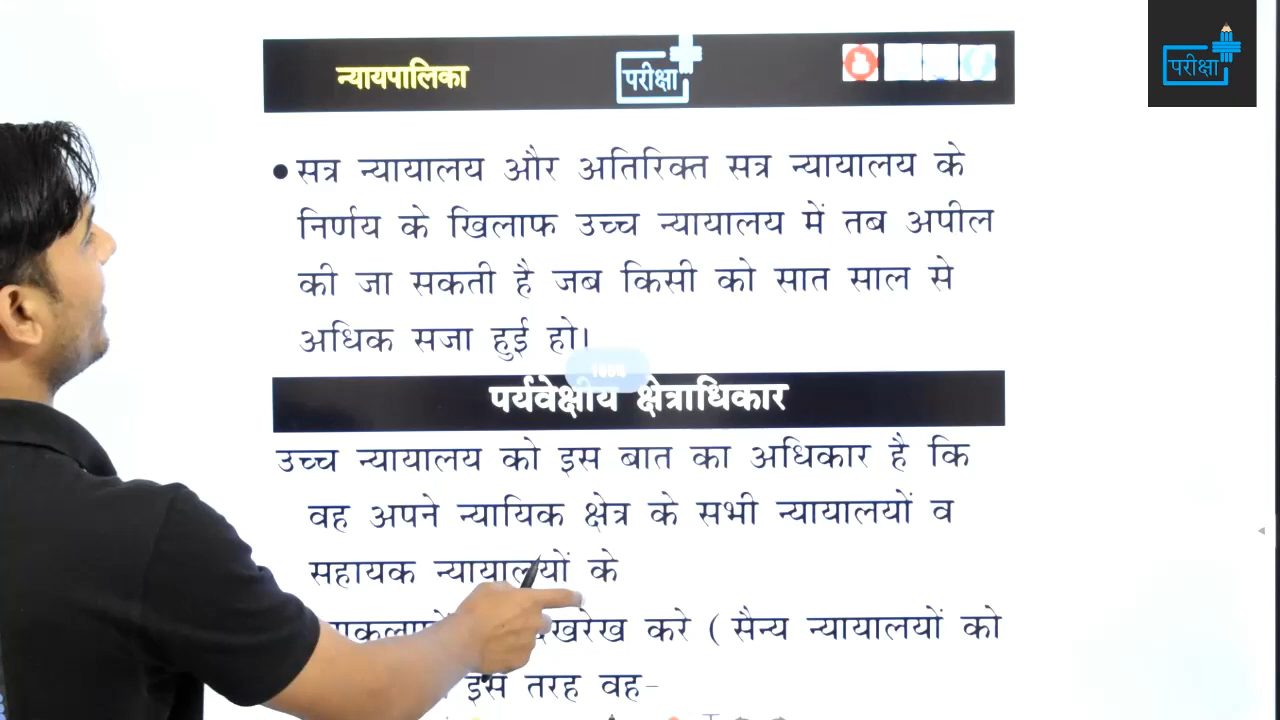 न्यायपालिका
परीक्षा
परीक्षा
• सत्र न्यायालय और अतिरिक्त सत्र न्यायालय के
निर्णय के खिलाफ उच्च न्यायालय में तब अपील
की जा सकती है जब किसी को सात साल से
अधिक सजा हुई हो।
पर्यवेक्षीय क्षेत्राधिकार
उच्च न्यायालय को इस बात का अधिकार है कि
वह अपने न्यायिक क्षेत्र के सभी न्यायालयों व
सहायक न्यायालयों के
करे ( सैन्य न्यायालयों को
इस तरह वह-